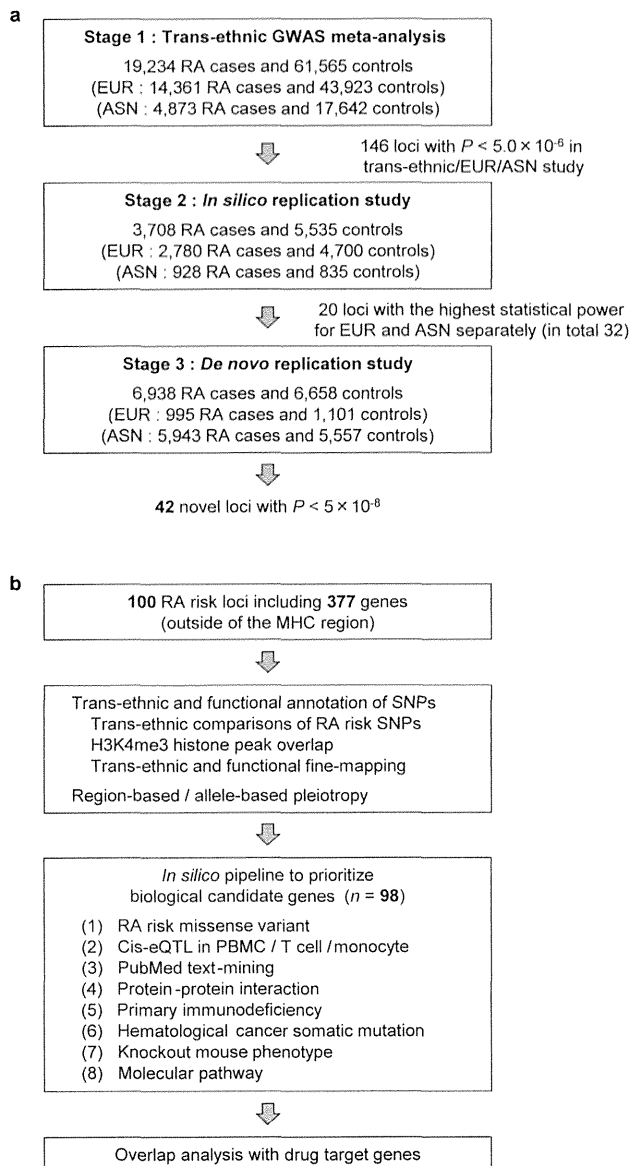 a
Stage 1 : Trans-ethnic GWAS meta-analysis
19,234 RA cases and 61,565 controls
(EUR : 14,361 RA cases and 43,923 controls)
(ASN : 4,873 RA cases and 17,642 controls)
146 loci with P < 5.0 × 10⁻⁶ in
trans-ethnic/EUR/ASN study
Stage 2 : In silico replication study
3,708 RA cases and 5,535 controls
(EUR : 2,780 RA cases and 4,700 controls)
(ASN : 928 RA cases and 835 controls)
20 loci with the highest statistical power
for EUR and ASN separately (in total 32)
Stage 3 : De novo replication study
6,938 RA cases and 6,658 controls
(EUR : 995 RA cases and 1,101 controls)
(ASN : 5,943 RA cases and 5,557 controls)
42 novel loci with P < 5 × 10⁻⁸
b
100 RA risk loci including 377 genes
(outside of the MHC region)
Trans-ethnic and functional annotation of SNPs
Trans-ethnic comparisons of RA risk SNPs
H3K4me3 histone peak overlap
Trans-ethnic and functional fine-mapping
Region-based / allele-based pleiotropy
In silico pipeline to prioritize
biological candidate genes (n = 98)
(1) RA risk missense variant
(2) Cis-eQTL in PBMC / T cell / monocyte
(3) PubMed text-mining
(4) Protein-protein interaction
(5) Primary immunodeficiency
(6) Hematological cancer somatic mutation
(7) Knockout mouse phenotype
(8) Molecular pathway
Overlap analysis with drug target genes